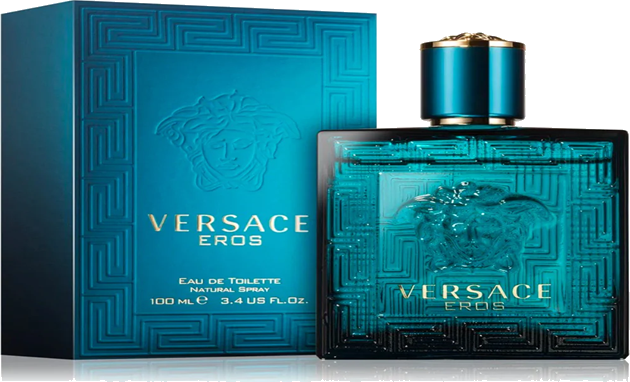 VERSACE
EROS
EAU DE TOILETTE
NATURAL SPRAY
100 ML e 3.4 US FL.OZ.
VERSACE
EROS